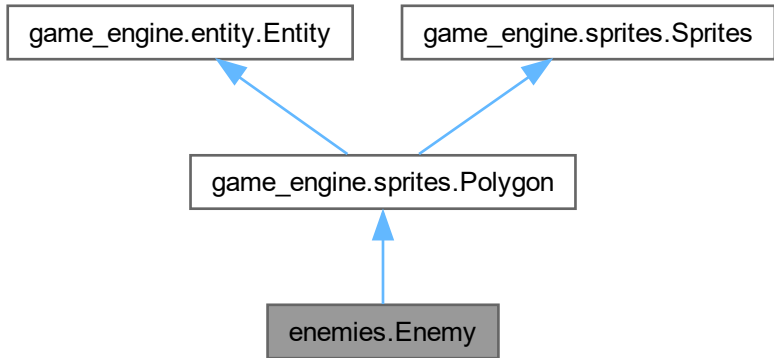 game_engine.entity.Entity
game_engine.sprites.Sprites
game_engine.sprites.Polygon
enemies.Enemy